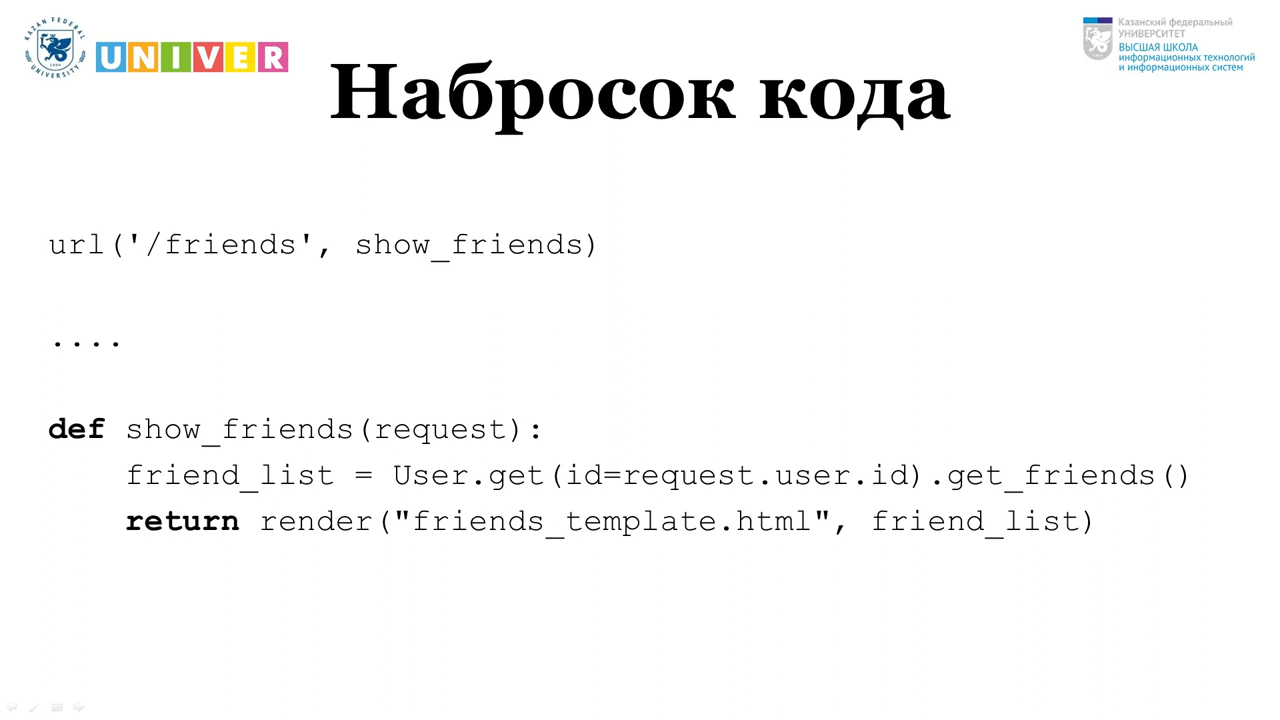 KAZAN FEDERAL UNIVERSITY
1804
UNIVER
Казанский федеральный
УНИВЕРСИТЕТ
ВЫСШАЯ ШКОЛА
информационных технологий
и информационных систем
Набросок кода
url('/friends', show_friends)
....
def show_friends(request):
friend_list = User.get(id=request.user.id).get_friends()
return render("friends_template.html", friend_list)